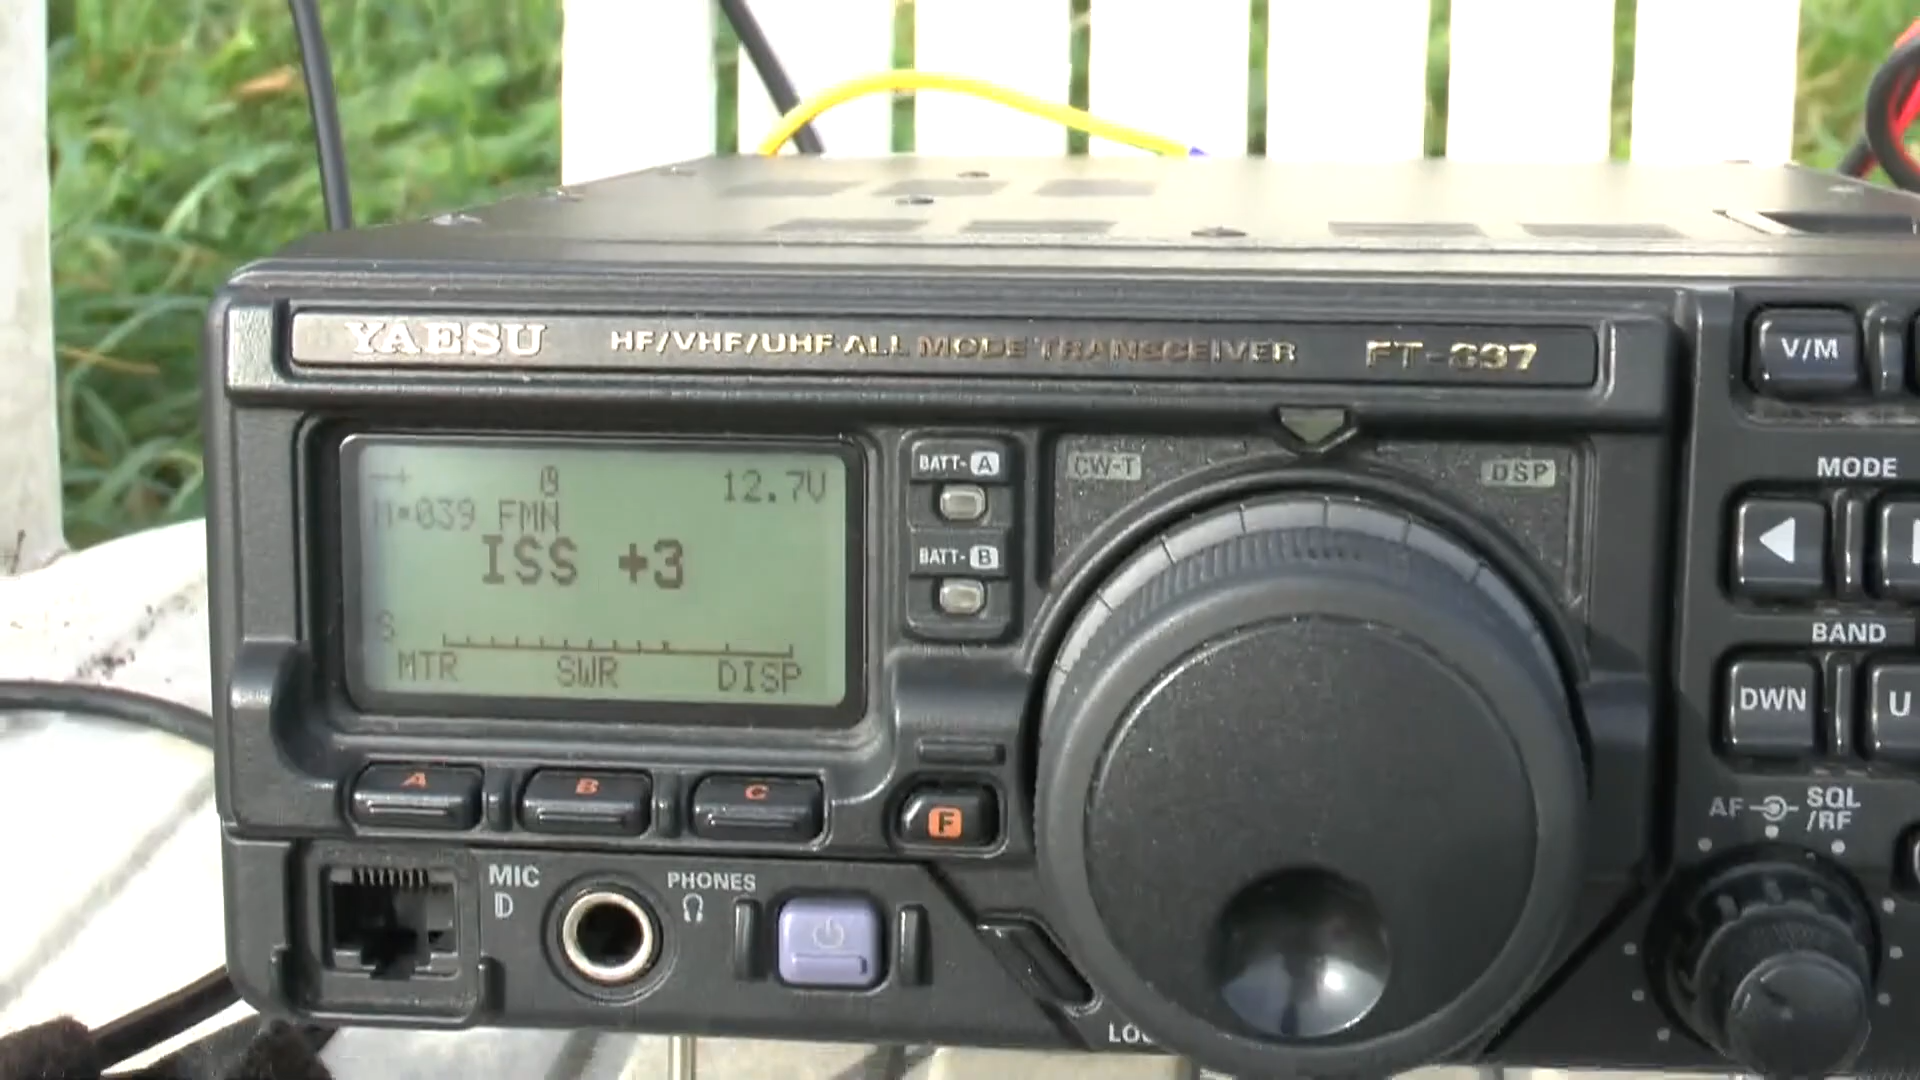 YAESU HF/VHF/UHF ALL MODE TRANSCEIVER FT-897
V/M
12.7V
M-039 FMN
ISS +3
S
MTR SWR DISP
BATT-A
BATT-B
CW-T
DSP
MODE
BAND
DWN
A B C
F
AF SQL
/RF
MIC
PHONES